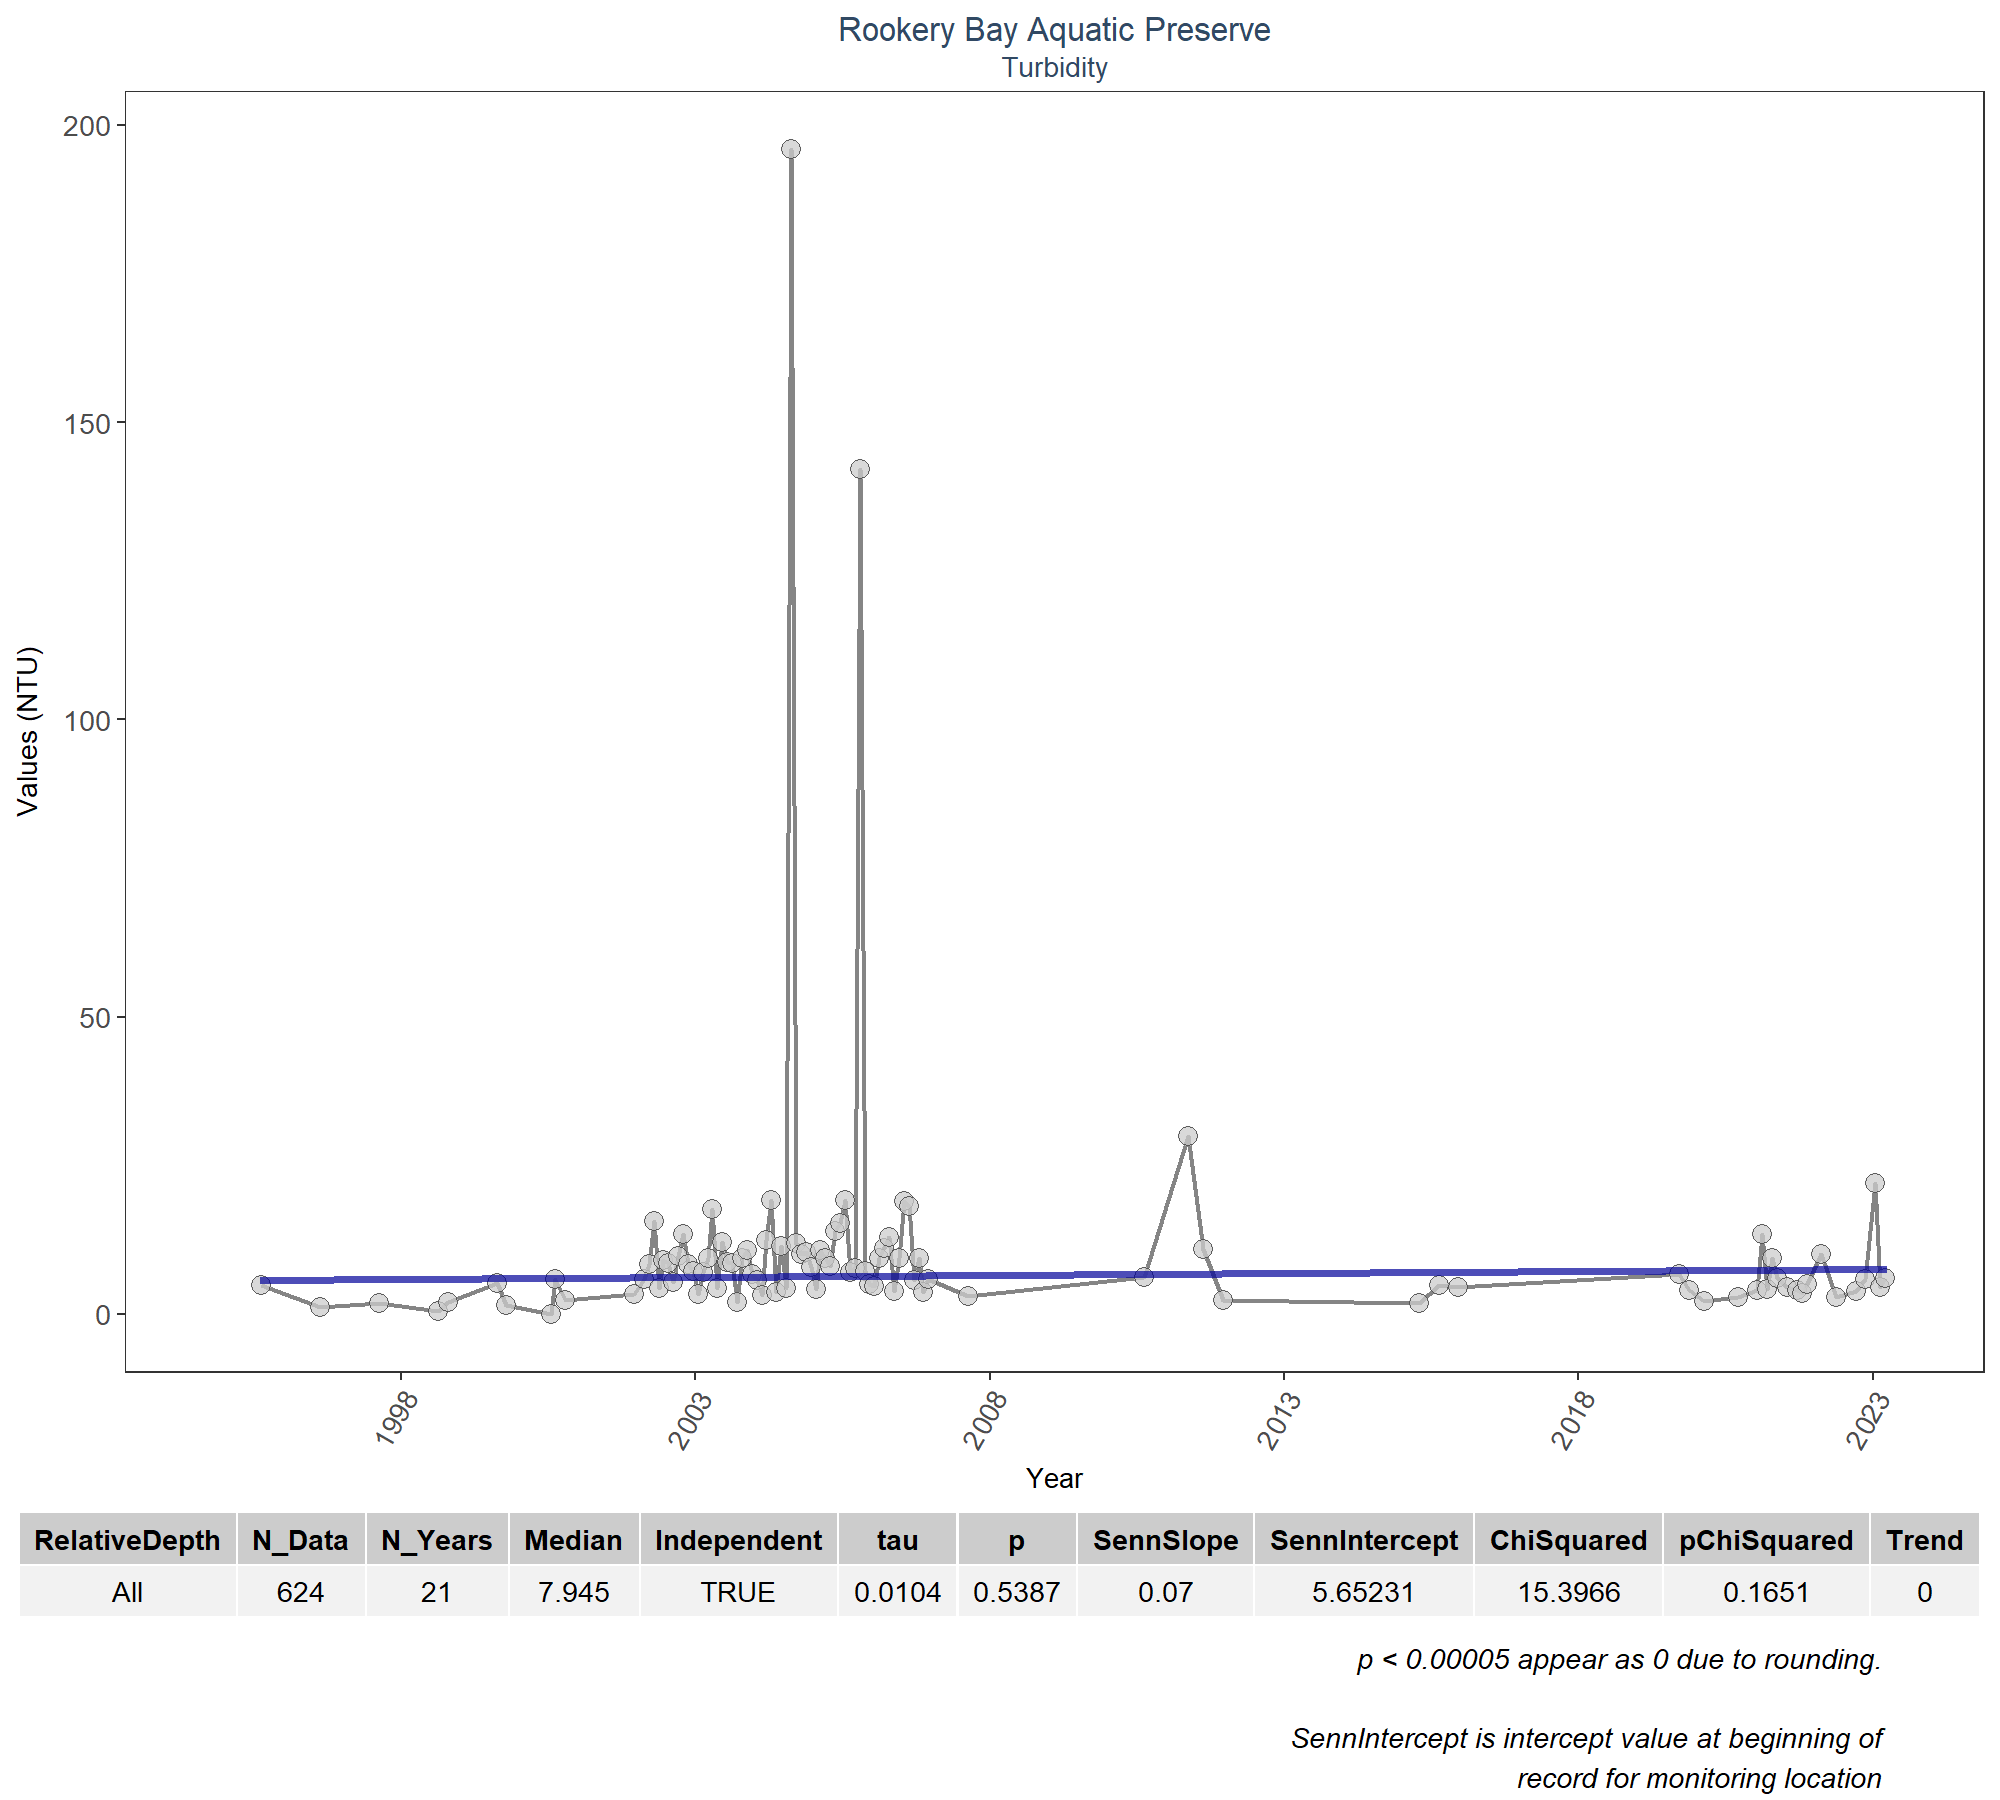 Rookery Bay Aquatic Preserve
Turbidity
Values (NTU)
200
150
100
50
0
1998
2003
2008
2013
2018
2023
Year
RelativeDepth N_Data N_Years Median Independent tau p SennSlope SennIntercept ChiSquared pChiSquared Trend
All 624 21 7.945 TRUE 0.0104 0.5387 0.07 5.65231 15.3966 0.1651 0
p < 0.00005 appear as 0 due to rounding.
SennIntercept is intercept value at beginning of
record for monitoring location